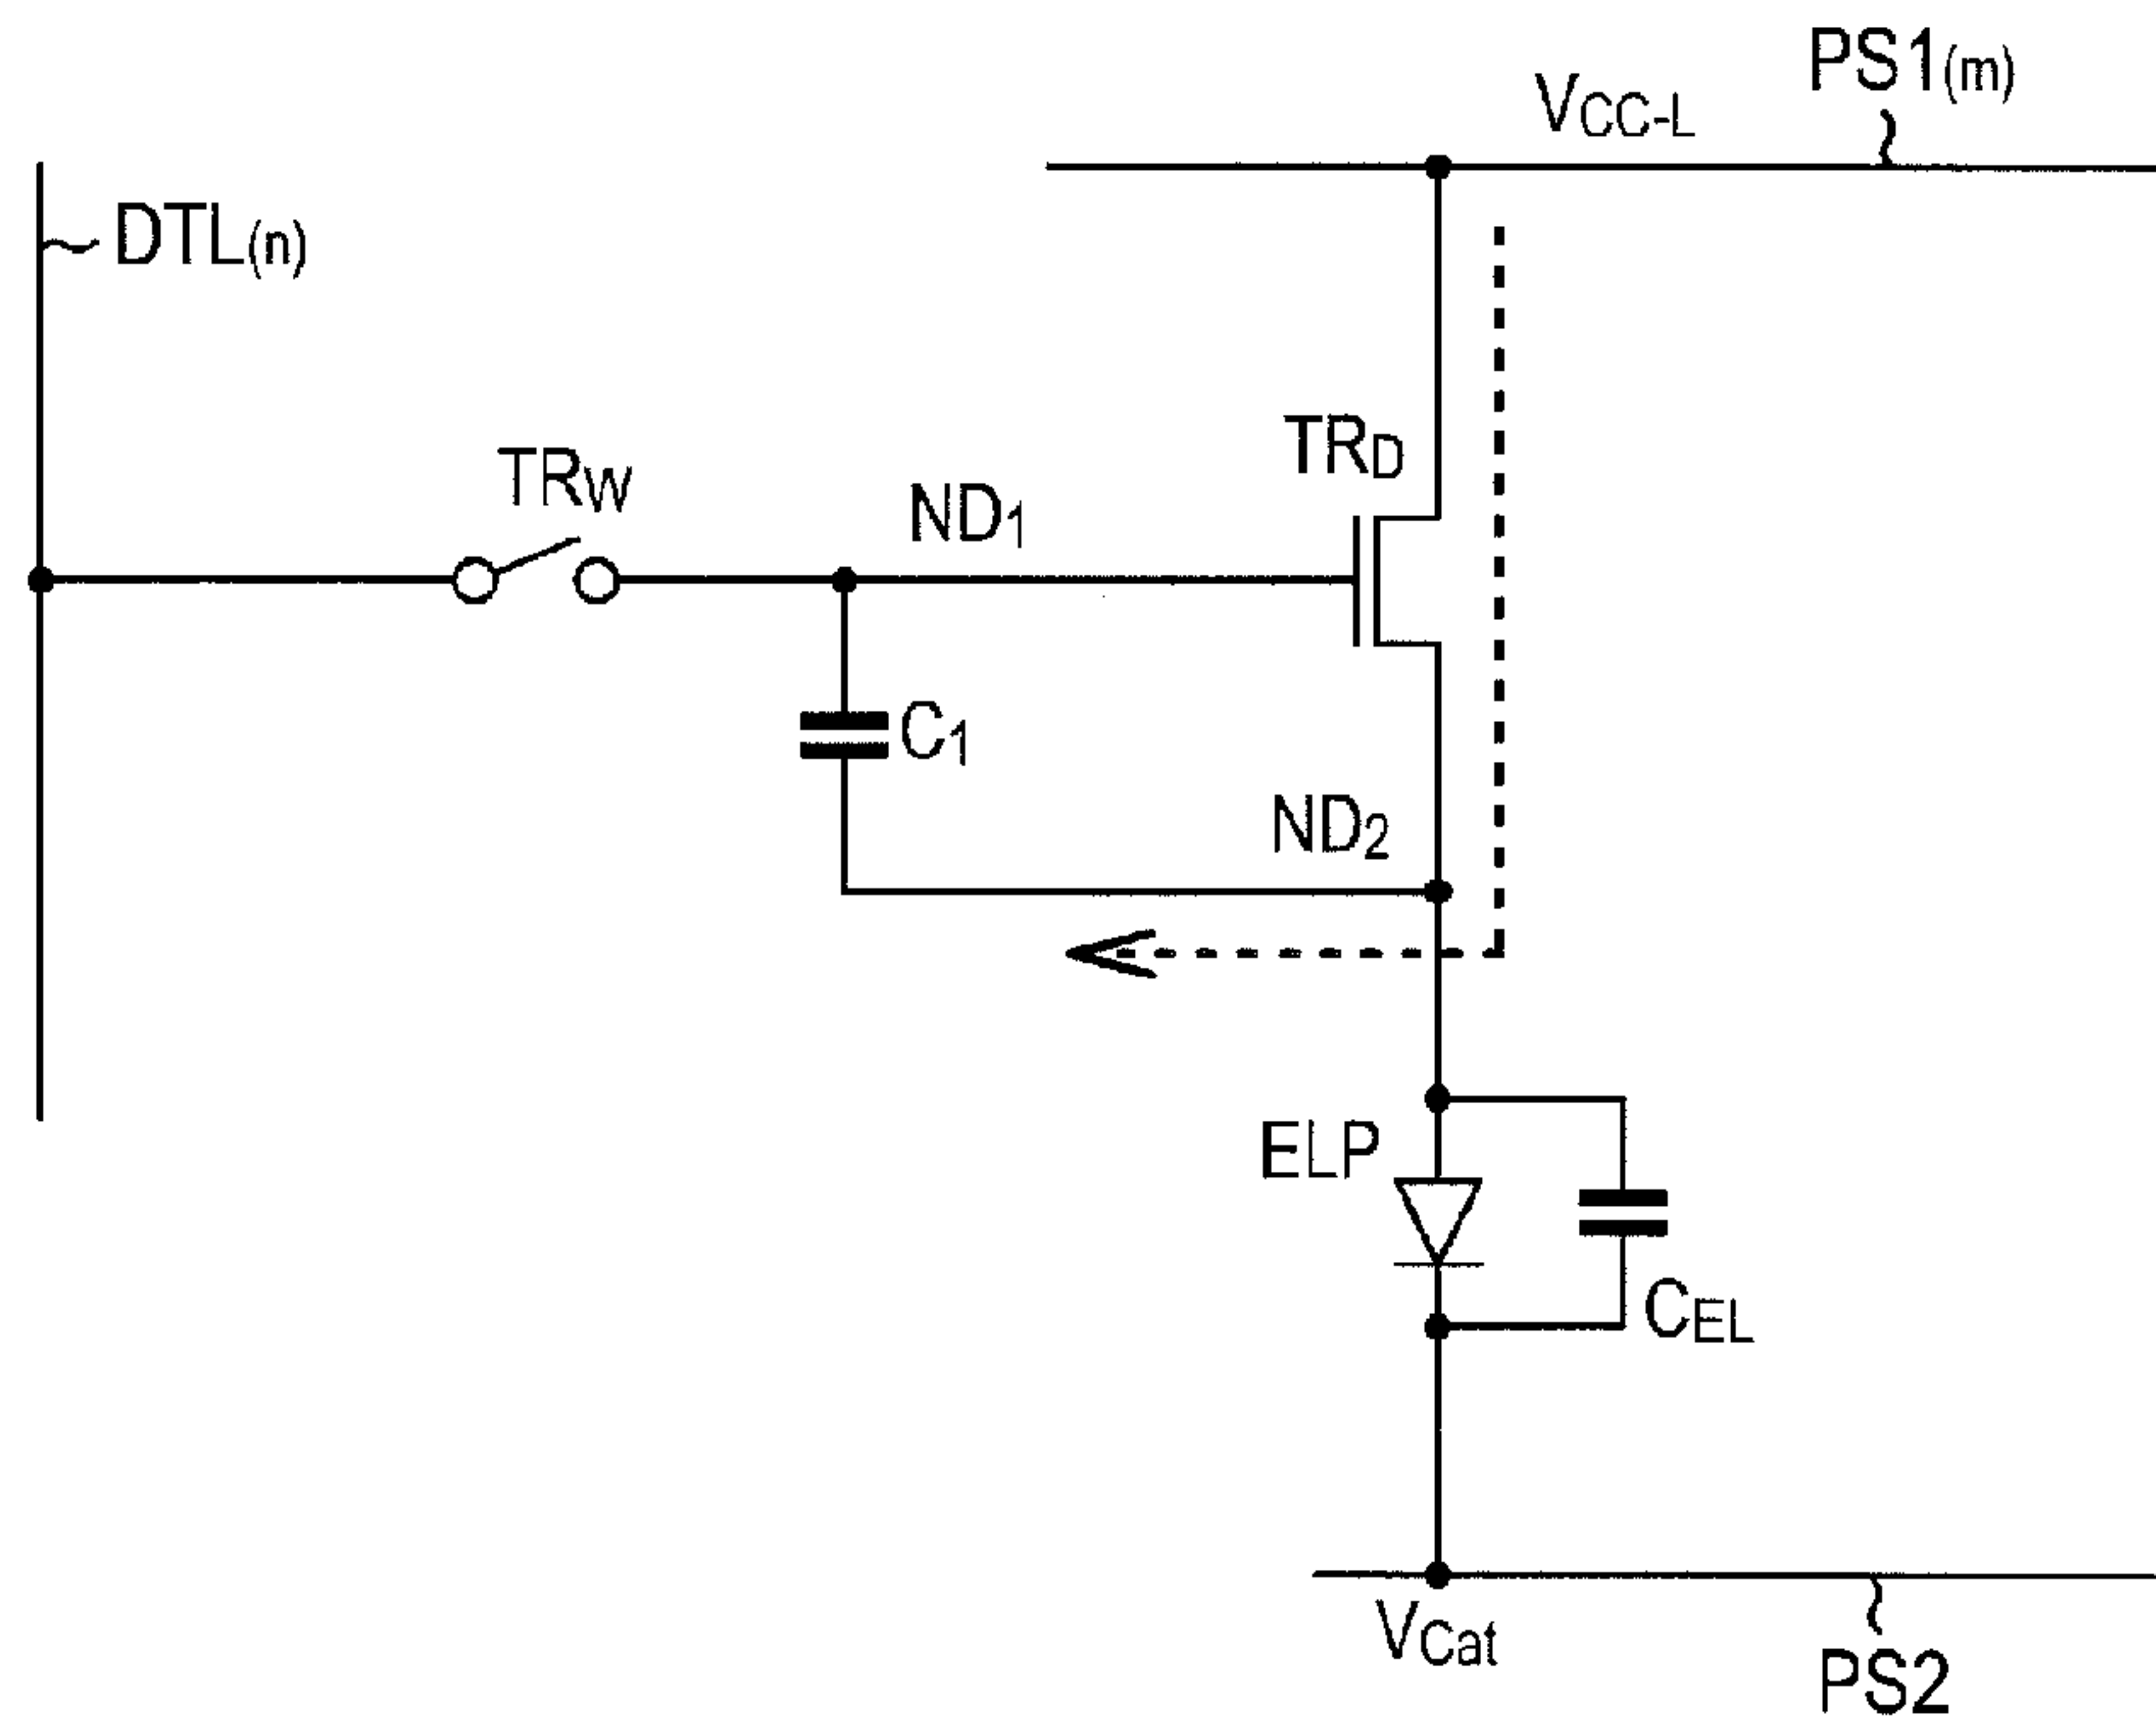 PS1(m)
VCC-L
DTL(n)
TRD
TRW
ND1
C1
ND2
ELP
CEL
VCat
PS2